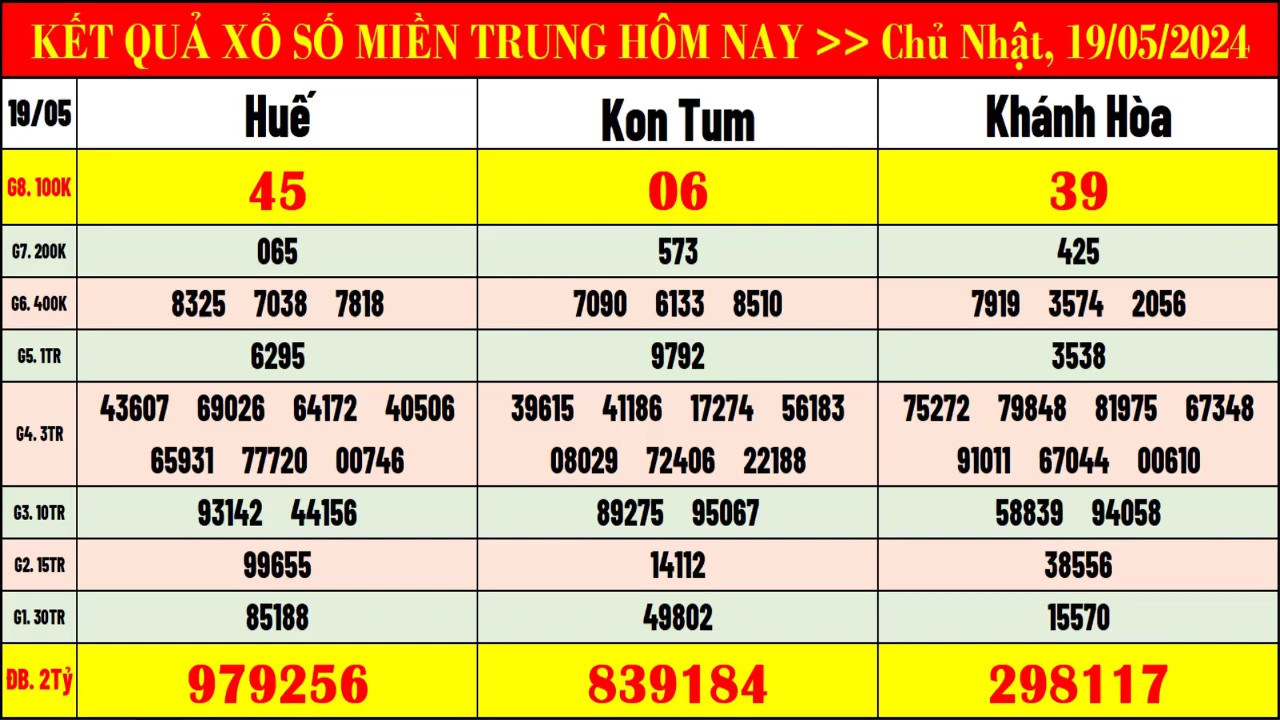 KẾT QUẢ XỔ SỐ MIỀN TRUNG HÔM NAY >> Chủ Nhật, 19/05/2024
19/05 Huế Kon Tum Khánh Hòa
G8. 100K 45 06 39
G7. 200K 065 573 425
G6. 400K 8325 7038 7818 7090 6133 8510 7919 3574 2056
G5. 1TR 6295 9792 3538
G4. 3TR 43607 69026 64172 40506 39615 41186 17274 56183 75272 79848 81975 67348
65931 77720 00746 08029 72406 22188 91011 67044 00610
G3. 10TR 93142 44156 89275 95067 58839 94058
G2. 15TR 99655 14112 38556
G1. 30TR 85188 49802 15570
ĐB. 2Tỷ 979256 839184 298117